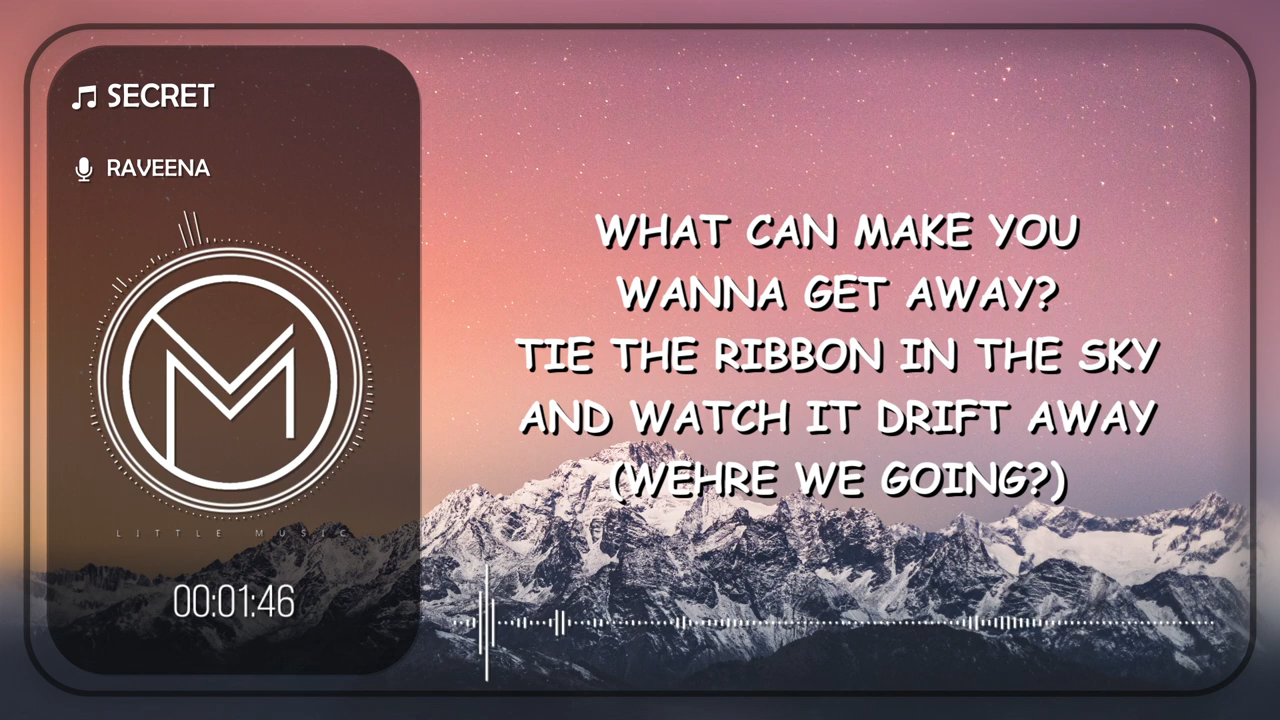 SECRET
RAVEENA
LITTLE MUSIC
00:01:46
WHAT CAN MAKE YOU
WANNA GET AWAY?
TIE THE RIBBON IN THE SKY
AND WATCH IT DRIFT AWAY
(WEHRE WE GOING?)